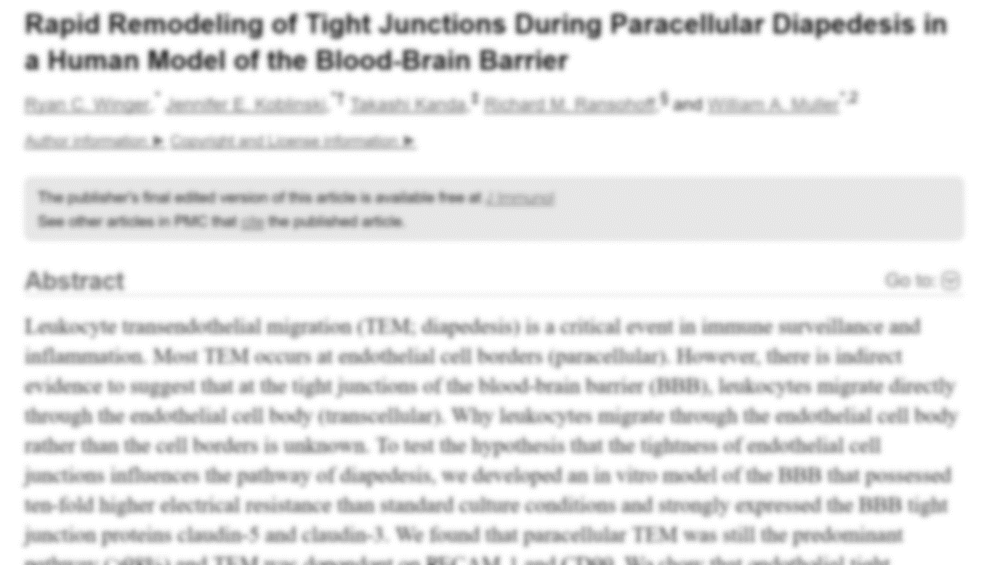 Rapid Remodeling of Tight Junctions During Paracellular Diapedesis in
a Human Model of the Blood-Brain Barrier
Ryan C. Winger,* Jennifer E. Koblinski,*† Takashi Kanda,‡ Richard M. Ransohoff,§ and William A. Muller*,2
Author information ► Copyright and License information ►
The publisher's final edited version of this article is available free at J Immunol
See other articles in PMC that cite the published article.
Abstract
Go to:
Leukocyte transendothelial migration (TEM; diapedesis) is a critical event in immune surveillance and
inflammation. Most TEM occurs at endothelial cell borders (paracellular). However, there is indirect
evidence to suggest that at the tight junctions of the blood-brain barrier (BBB), leukocytes migrate directly
through the endothelial cell body (transcellular). Why leukocytes migrate through the endothelial cell body
rather than the cell borders is unknown. To test the hypothesis that the tightness of endothelial cell
junctions influences the pathway of diapedesis, we developed an in vitro model of the BBB that possessed
ten-fold higher electrical resistance than standard culture conditions and strongly expressed the BBB tight
junction proteins claudin-5 and claudin-3. We found that paracellular TEM was still the predominant
and TEM was dependent on PECAM-1 and CD99. We show that endothelial tight